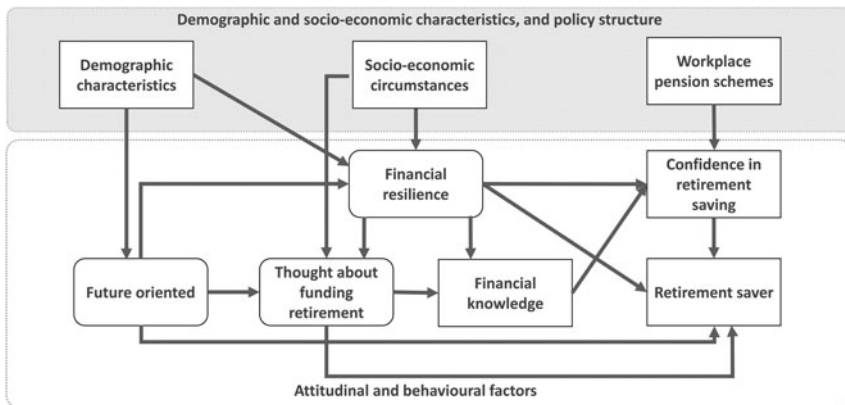 Demographic and socio-economic characteristics, and policy structure
Demographic
characteristics
Socio-economic
circumstances
Workplace
pension schemes
Financial
resilience
Confidence in
retirement
saving
Future oriented
Thought about
funding
retirement
Financial
knowledge
Retirement saver
Attitudinal and behavioural factors